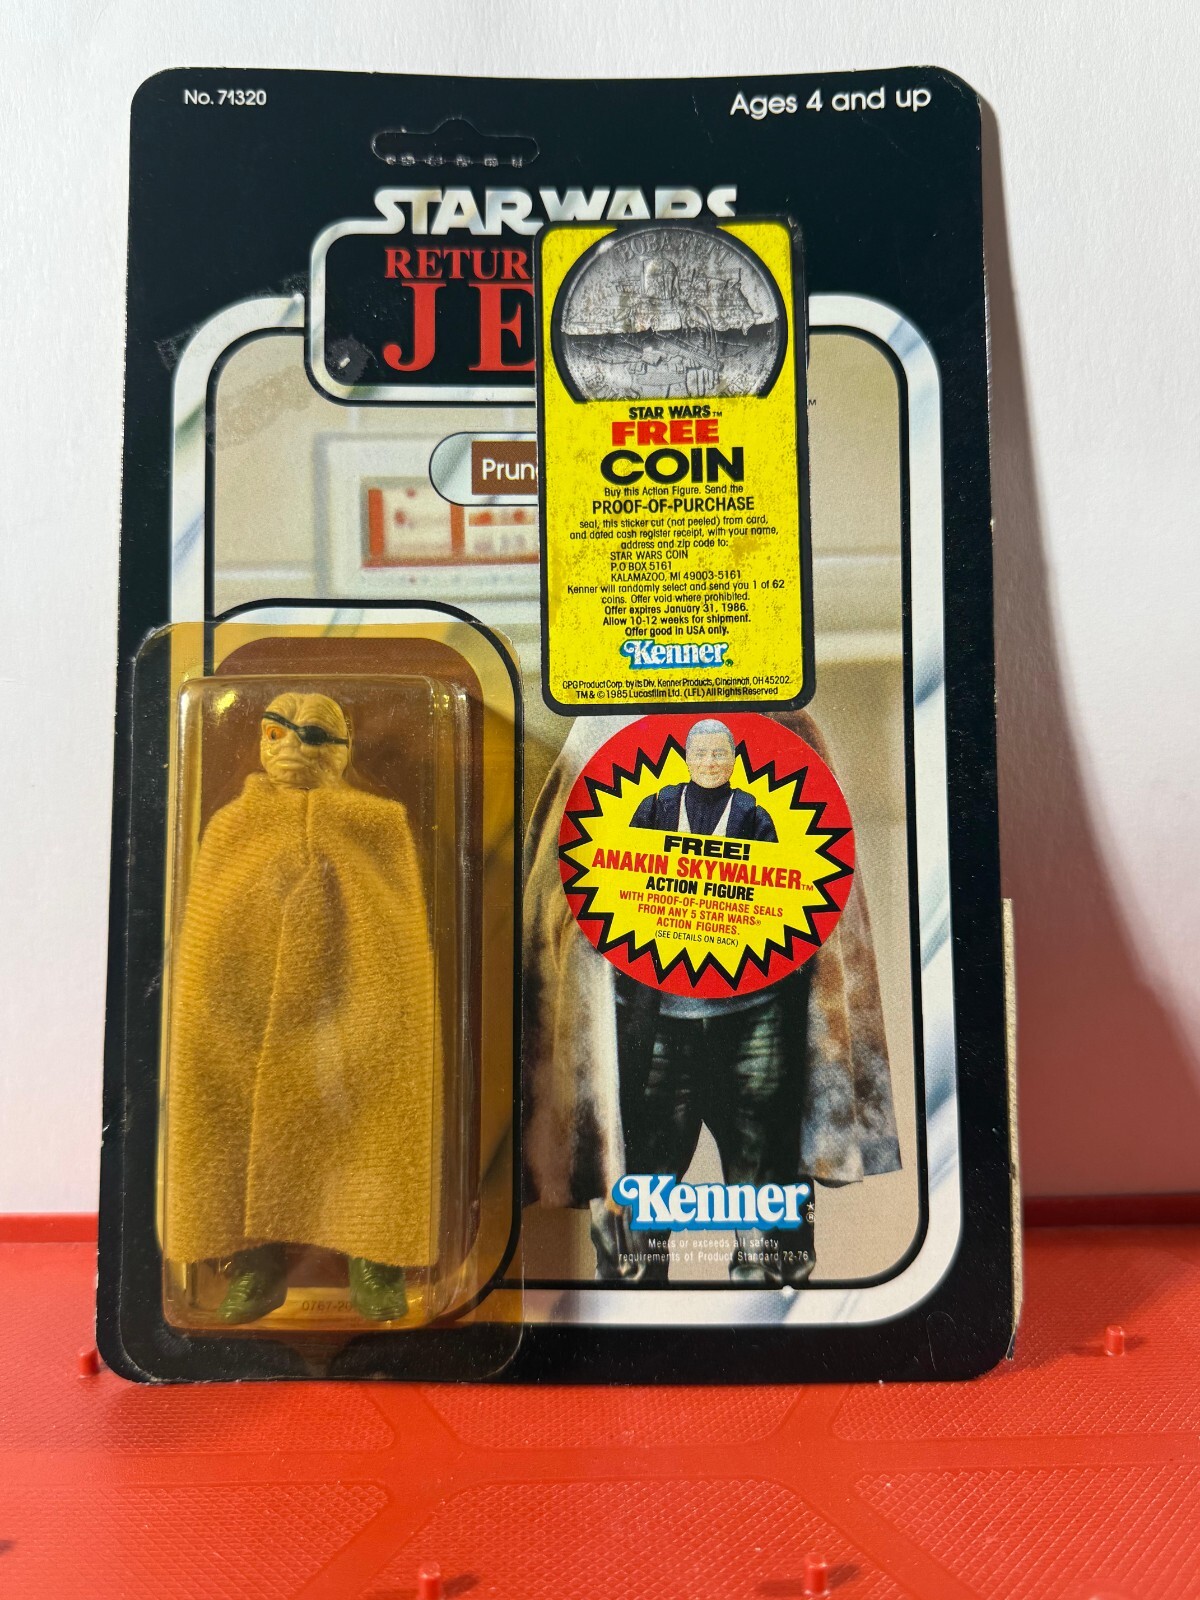 No. 71320
Ages 4 and up
STAR WARS
RETUR
JE
BOBA FETT
™
Prun
STAR WARS™
FREE
COIN
Buy this Action Figure. Send the
PROOF-OF-PURCHASE
seal, this sticker cut (not peeled) from card,
and dated cash register receipt, with your name,
address and zip code to:
STAR WARS COIN
P.O BOX 5161
KALAMAZOO, MI 49003-5161
Kenner will randomly select and send you 1 of 62
coins. Offer void where prohibited.
Offer expires January 31, 1986.
Allow 10-12 weeks for shipment.
Offer good in USA only.
Kenner®
CPG Product Corp. by its Div. Kenner Products, Cincinnati, OH 45202.
TM & © 1985 Lucasfilm Ltd. (LFL) All Rights Reserved
FREE!
ANAKIN SKYWALKER™
ACTION FIGURE
WITH PROOF-OF-PURCHASE SEALS
FROM ANY 5 STAR WARS®
ACTION FIGURES.
(SEE DETAILS ON BACK)
Kenner®
Meets or exceeds all safety
requirements of Product Standard 72-76
0767-20